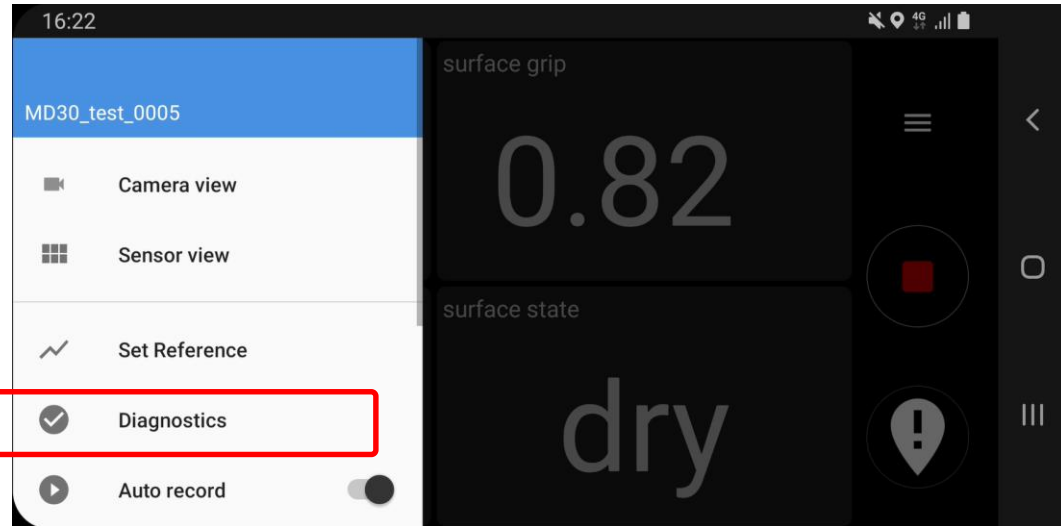 16:22
4G
MD30_test_0005
Camera view
Sensor view
Set Reference
Diagnostics
Auto record
surface grip
0.82
surface state
dry